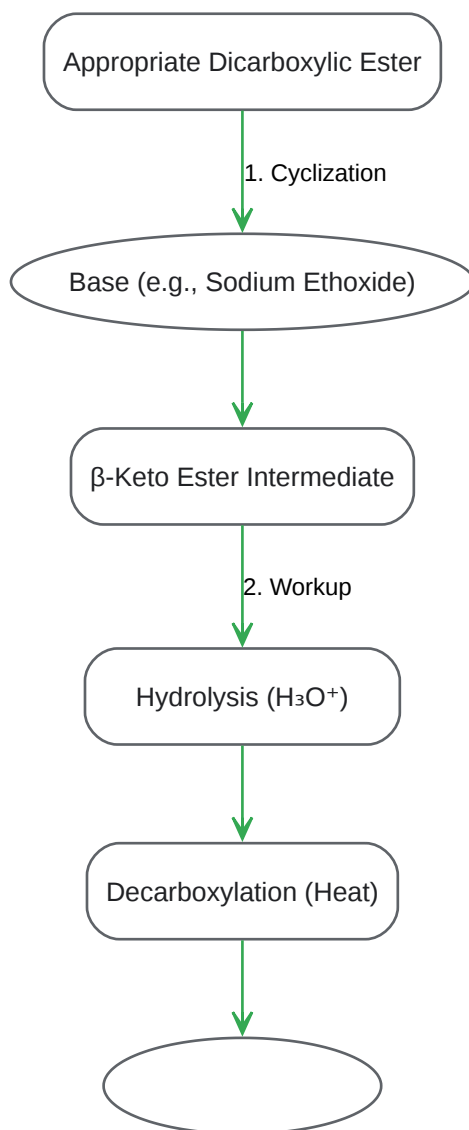 Appropriate Dicarboxylic Ester
1. Cyclization
Base (e.g., Sodium Ethoxide)
β-Keto Ester Intermediate
2. Workup
Hydrolysis (H₃O⁺)
Decarboxylation (Heat)